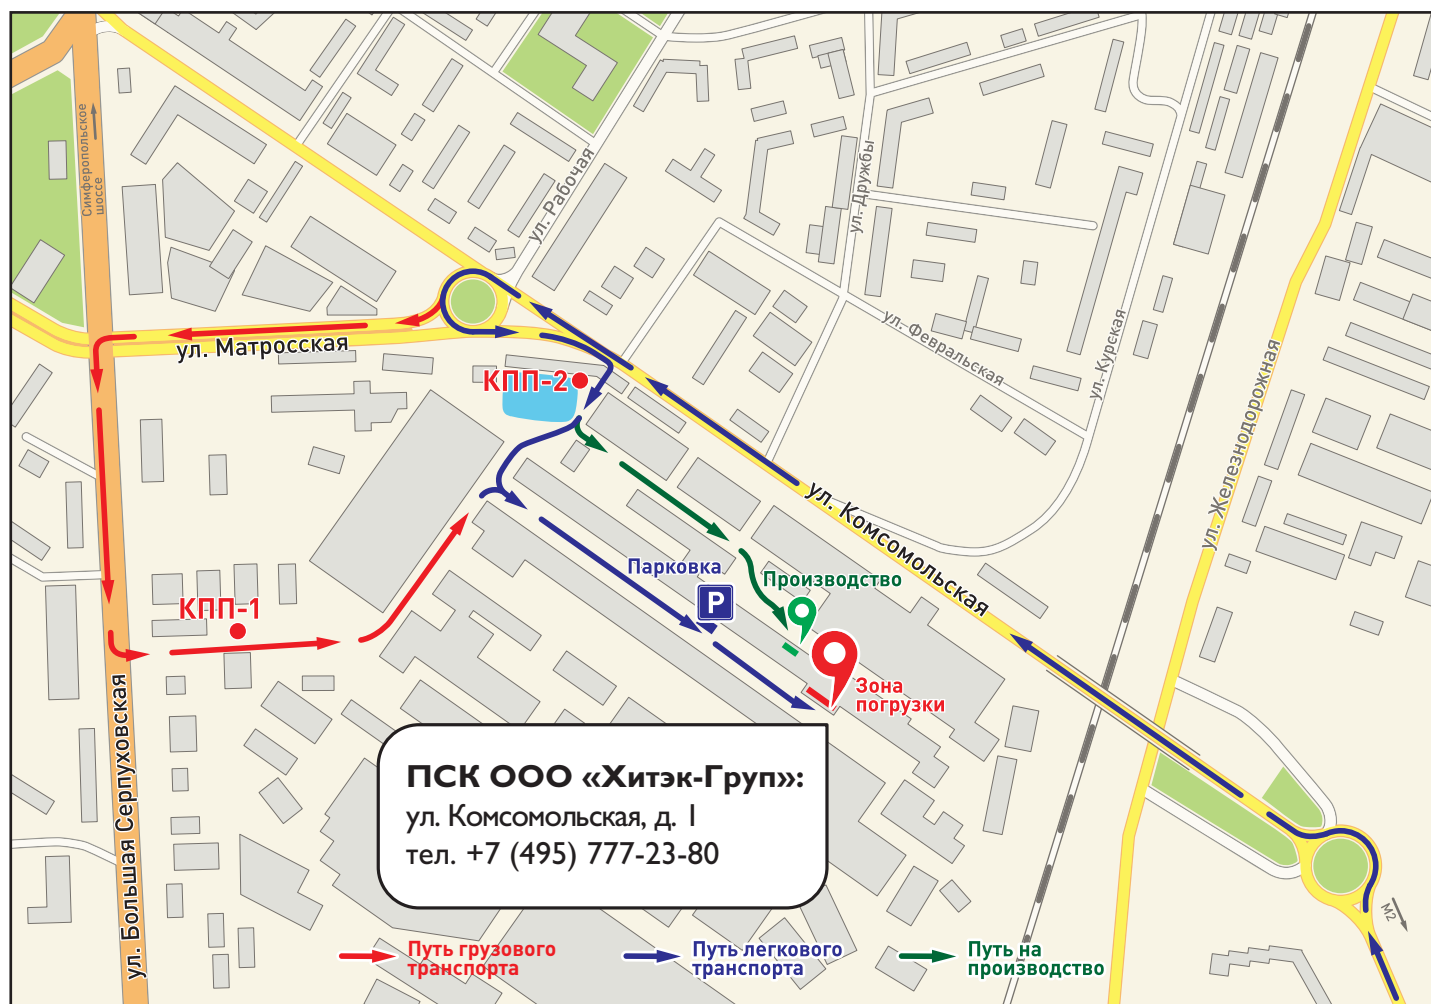 Симферопольское
шоссе
ул. Рабочая
ул. Дружбы
ул. Февральская
ул. Курская
ул. Железнодорожная
ул. Матросская
КПП-2
ул. Комсомольская
Парковка
P
Производство
КПП-1
Зона
погрузки
ул. Большая Серпуховская
ПСК ООО «Хитэк-Груп»:
ул. Комсомольская, д. 1
тел. +7 (495) 777-23-80
М2
Путь грузового
транспорта
Путь легкового
транспорта
Путь на
производство